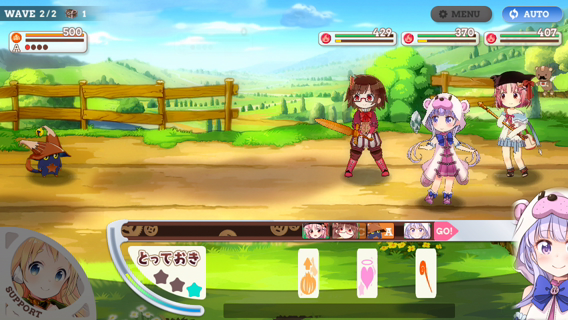 WAVE 2/2
1
MENU
AUTO
500
A
429
370
407
A
GO!
とっておき
SUPPORT